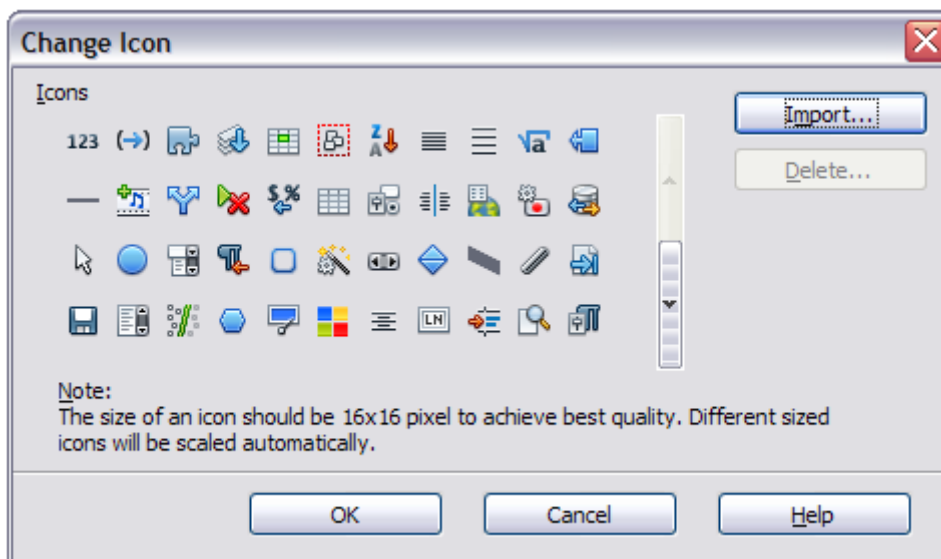 Change Icon
Icons
Import...
Delete...
123
Z
A
a
$ %
LN
Note:
The size of an icon should be 16x16 pixel to achieve best quality. Different sized
icons will be scaled automatically.
OK Cancel Help